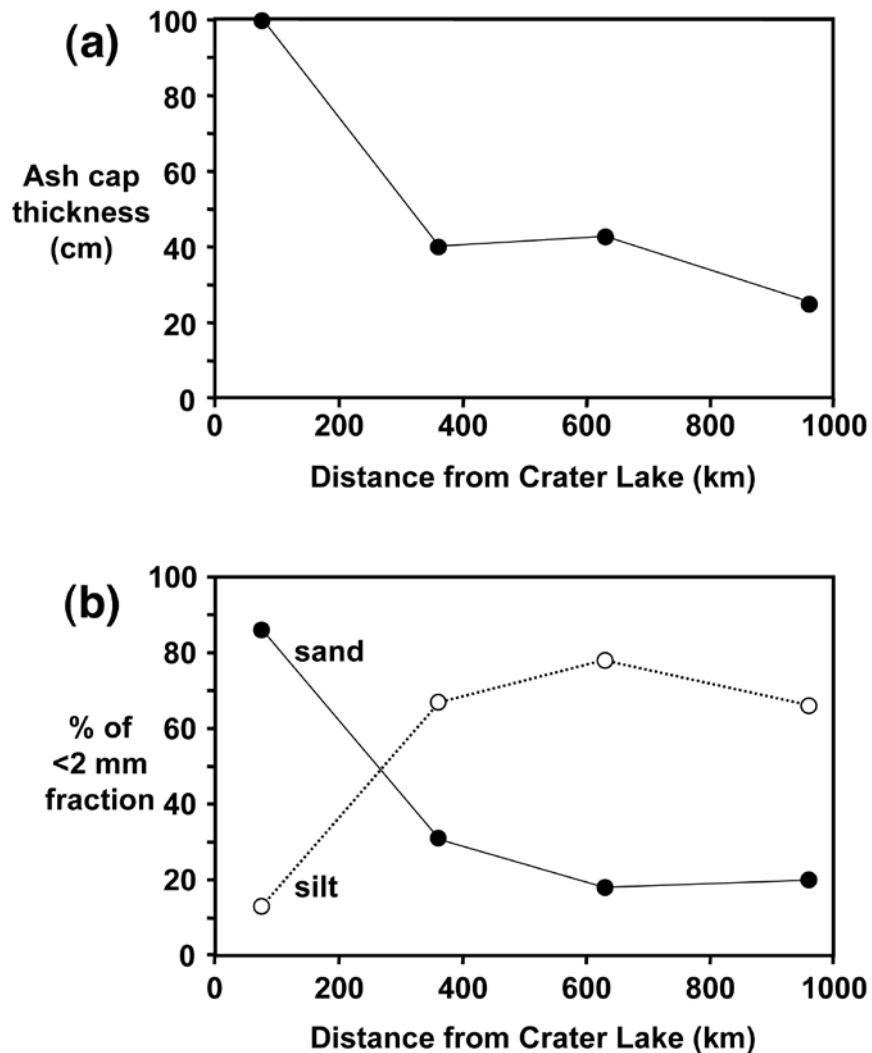 (a)
100
80
60
40
20
0
Ash cap
thickness
(cm)
0 200 400 600 800 1000
Distance from Crater Lake (km)
(b)
100
80
60
40
20
0
% of
<2 mm
fraction
sand
silt
0 200 400 600 800 1000
Distance from Crater Lake (km)